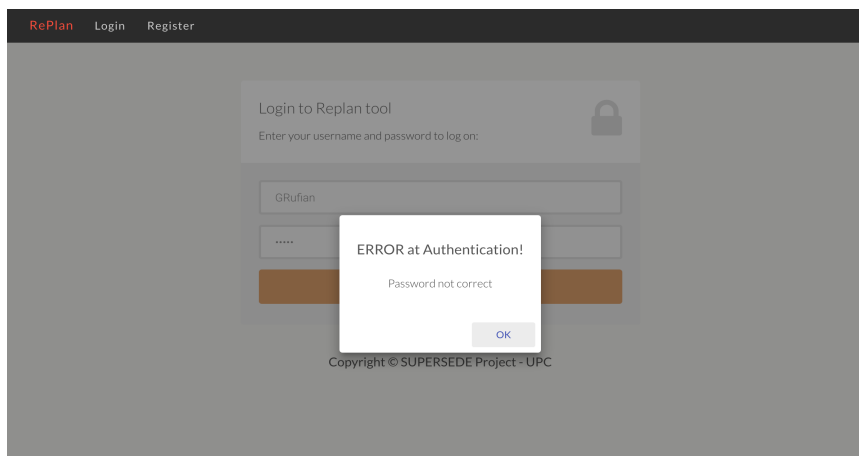 RePlan Login Register
Login to Replan tool
Enter your username and password to log on:
GRufian
•••••
ERROR at Authentication!
Password not correct
OK
Copyright © SUPERSEDE Project - UPC